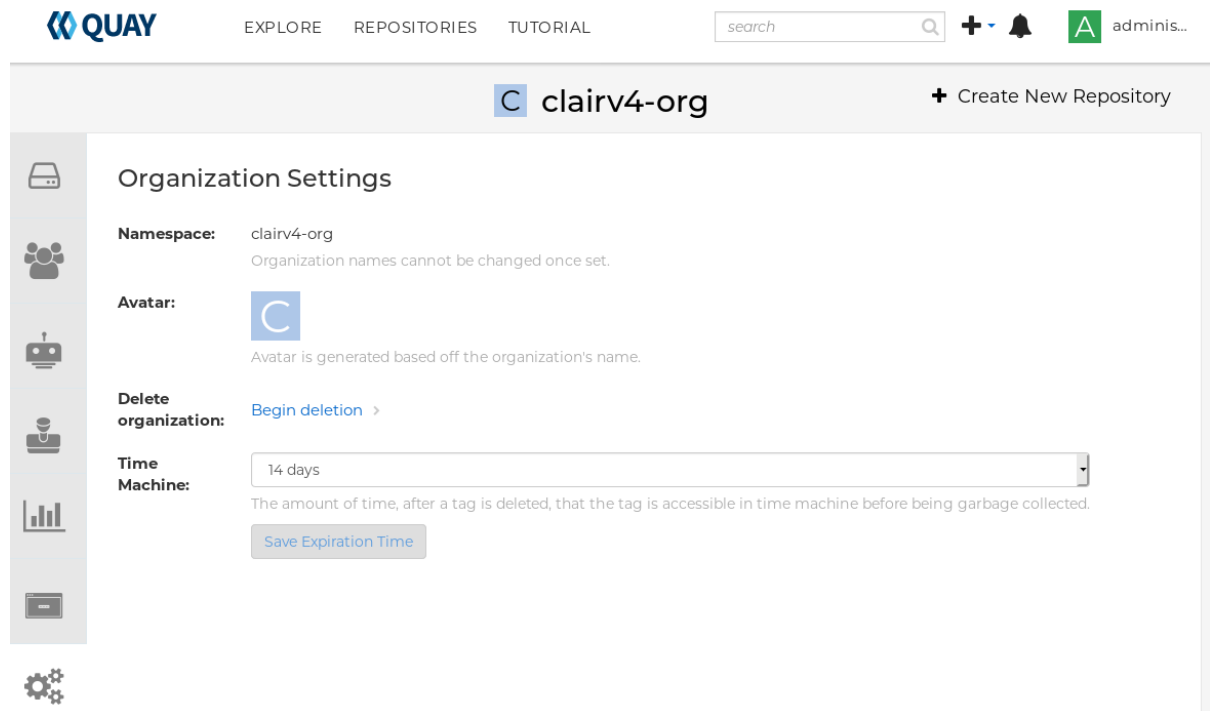 QUAY EXPLORE REPOSITORIES TUTORIAL search A adminis...
C clairv4-org Create New Repository
Organization Settings
Namespace: clairv4-org
Organization names cannot be changed once set.
Avatar: C
Avatar is generated based off the organization's name.
Delete organization: Begin deletion
Time Machine: 14 days
The amount of time, after a tag is deleted, that the tag is accessible in time machine before being garbage collected.
Save Expiration Time